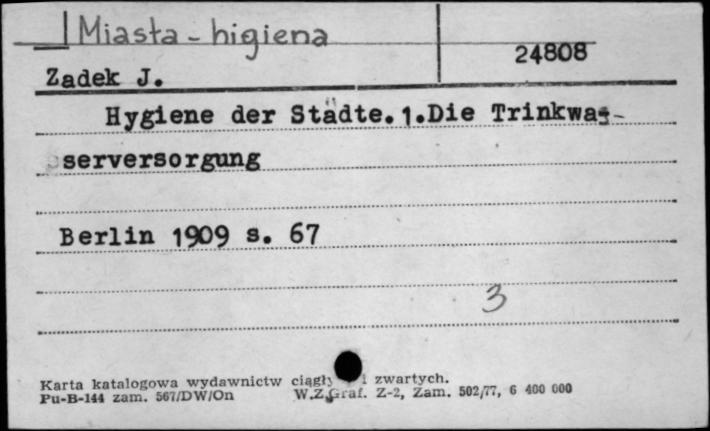 Miasta - higiena
24808
Zadek J.
Hygiene der Städte.1.Die Trinkwas-
serversorgung
Berlin 1909 s. 67
3
Karta katalogowa wydawnictw i zwartych.
Pu-B-144 zam. 567/DW/On W.Z.Graf. Z-2, Zam. 502/77, 6 400 000